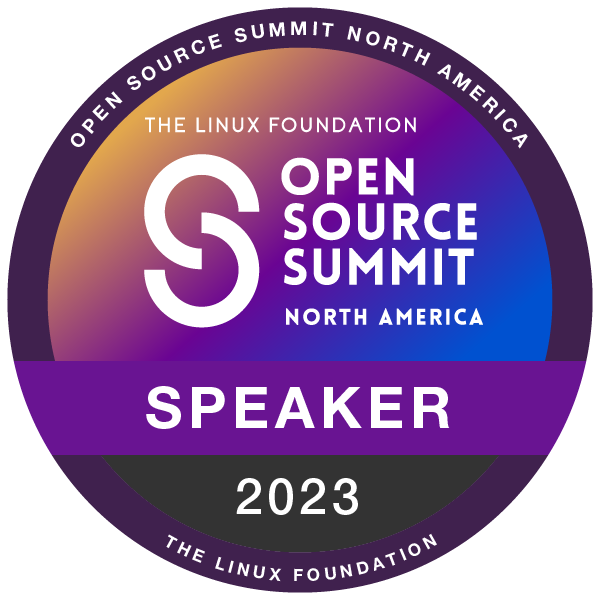 OPEN SOURCE SUMMIT NORTH AMERICA
THE LINUX FOUNDATION
OPEN
SOURCE
SUMMIT
NORTH AMERICA
SPEAKER
2023
THE LINUX FOUNDATION